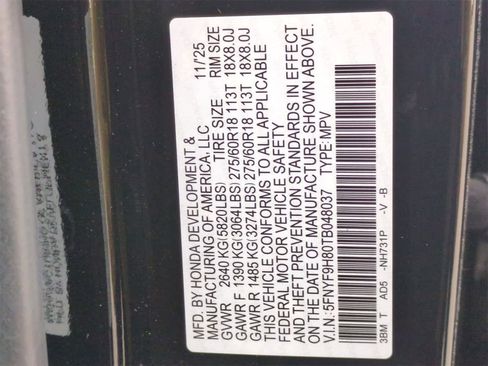 MFD. BY HONDA DEVELOPMENT &
MANUFACTURING OF AMERICA, LLC 11/'25
TIRE SIZE RIM SIZE
GVWR 2640 KG(5820LBS)
GAWR F 1390 KG(3064LBS) 275/60R18 113T 18X8.0J
GAWR R 1485 KG(3274LBS) 275/60R18 113T 18X8.0J
THIS VEHICLE CONFORMS TO ALL APPLICABLE
FEDERAL MOTOR VEHICLE SAFETY
AND THEFT PREVENTION STANDARDS IN EFFECT
ON THE DATE OF MANUFACTURE SHOWN ABOVE.
V.I.N.:5FNYF9H80TB048037 TYPE:MPV
3BM T AD5 -NH731P -V -B